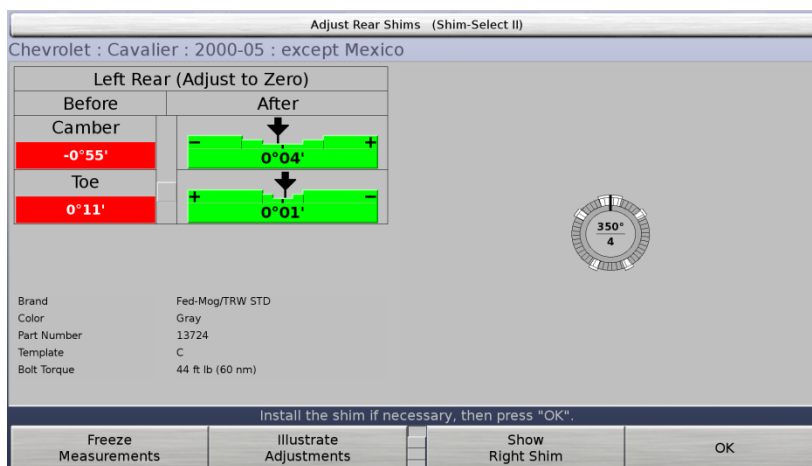 Adjust Rear Shims (Shim-Select II)
Chevrolet : Cavalier : 2000-05 : except Mexico
Left Rear (Adjust to Zero)
Before After
Camber
- +
-0°55' 0°04'
Toe
+ -
0°11' 0°01'
350°
4
Brand Fed-Mog/TRW STD
Color Gray
Part Number 13724
Template C
Bolt Torque 44 ft lb (60 nm)
Install the shim if necessary, then press "OK".
Freeze Measurements
Illustrate Adjustments
Show Right Shim
OK